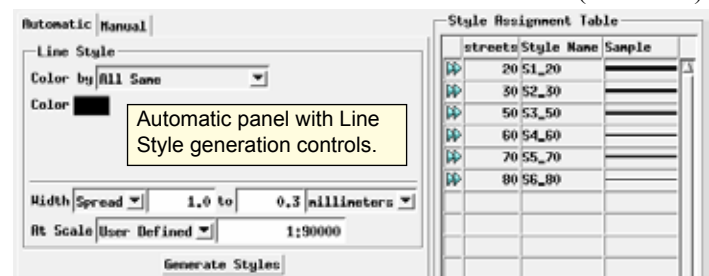 Automatic Manual
Line Style
Color by All Same
Color
Automatic panel with Line
Style generation controls.
Width Spread 1.0 to 0.3 millimeters
At Scale User Defined 1:90000
Generate Styles
Style Assignment Table
streets Style Name Sample
20 S1_20
30 S2_30
50 S3_50
60 S4_60
70 S5_70
80 S6_80